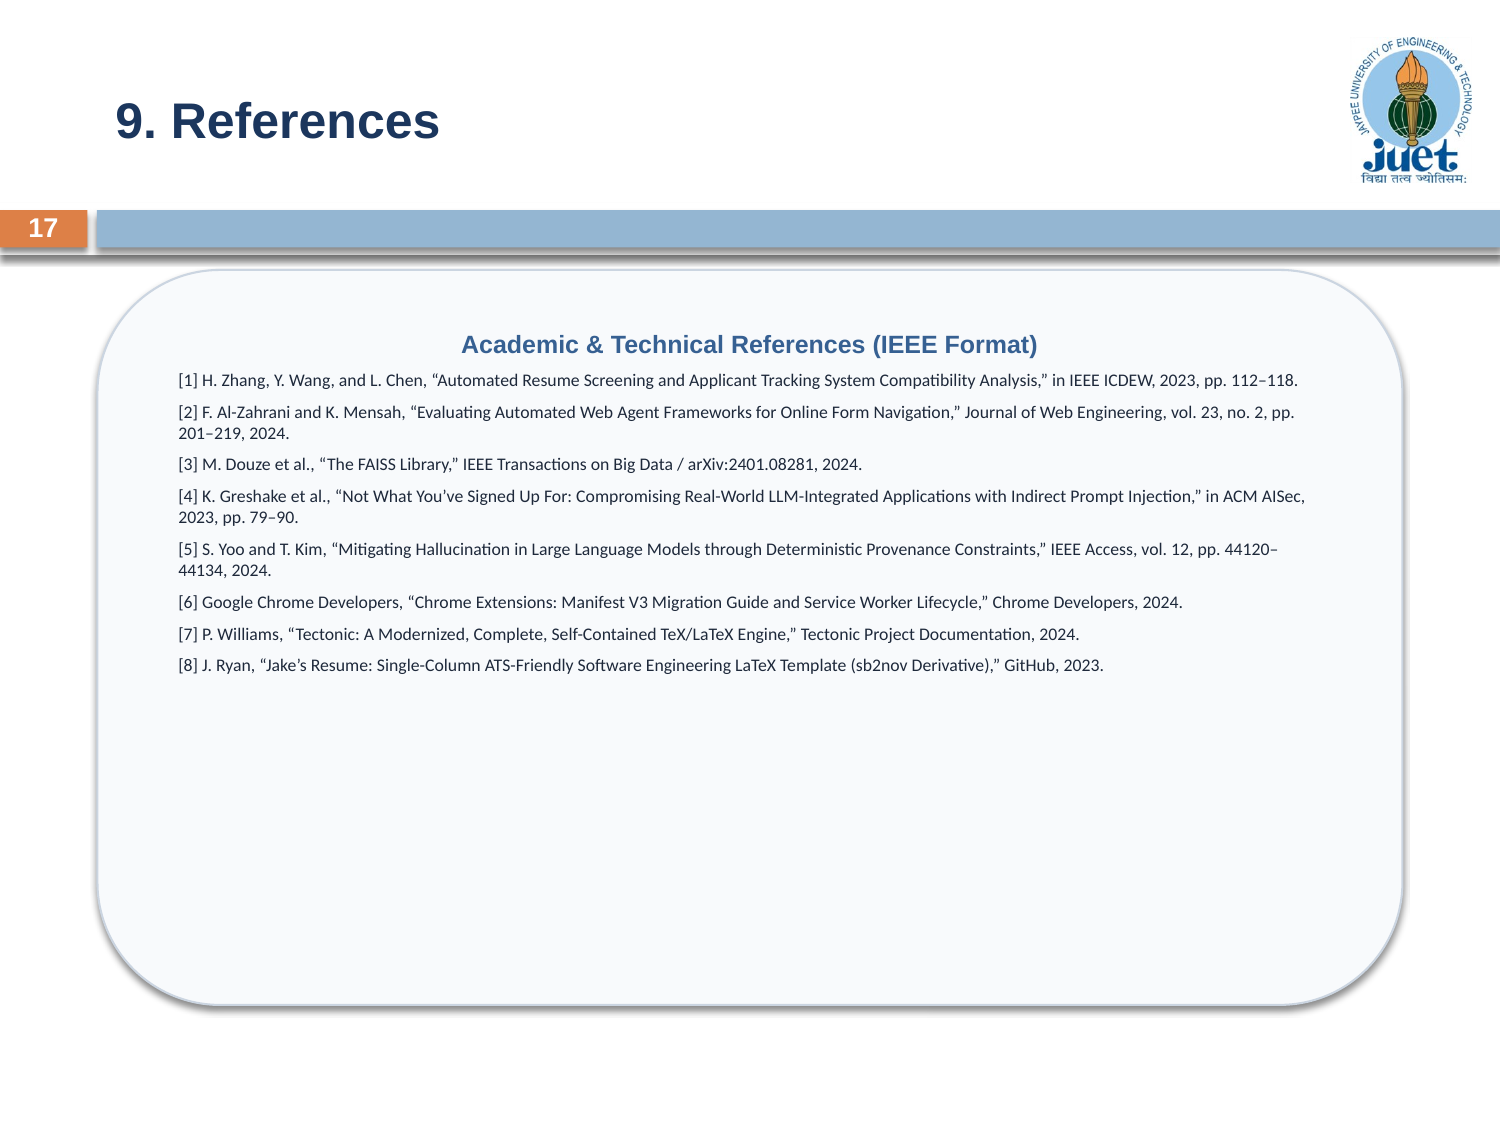 JAYPEE UNIVERSITY OF ENGINEERING & TECHNOLOGY
juet
विद्या तत्व ज्योतिसमः
9. References
17
Academic & Technical References (IEEE Format)
[1] H. Zhang, Y. Wang, and L. Chen, “Automated Resume Screening and Applicant Tracking System Compatibility Analysis,” in IEEE ICDEW, 2023, pp. 112–118.
[2] F. Al-Zahrani and K. Mensah, “Evaluating Automated Web Agent Frameworks for Online Form Navigation,” Journal of Web Engineering, vol. 23, no. 2, pp.
201–219, 2024.
[3] M. Douze et al., “The FAISS Library,” IEEE Transactions on Big Data / arXiv:2401.08281, 2024.
[4] K. Greshake et al., “Not What You’ve Signed Up For: Compromising Real-World LLM-Integrated Applications with Indirect Prompt Injection,” in ACM AISec,
2023, pp. 79–90.
[5] S. Yoo and T. Kim, “Mitigating Hallucination in Large Language Models through Deterministic Provenance Constraints,” IEEE Access, vol. 12, pp. 44120–
44134, 2024.
[6] Google Chrome Developers, “Chrome Extensions: Manifest V3 Migration Guide and Service Worker Lifecycle,” Chrome Developers, 2024.
[7] P. Williams, “Tectonic: A Modernized, Complete, Self-Contained TeX/LaTeX Engine,” Tectonic Project Documentation, 2024.
[8] J. Ryan, “Jake’s Resume: Single-Column ATS-Friendly Software Engineering LaTeX Template (sb2nov Derivative),” GitHub, 2023.